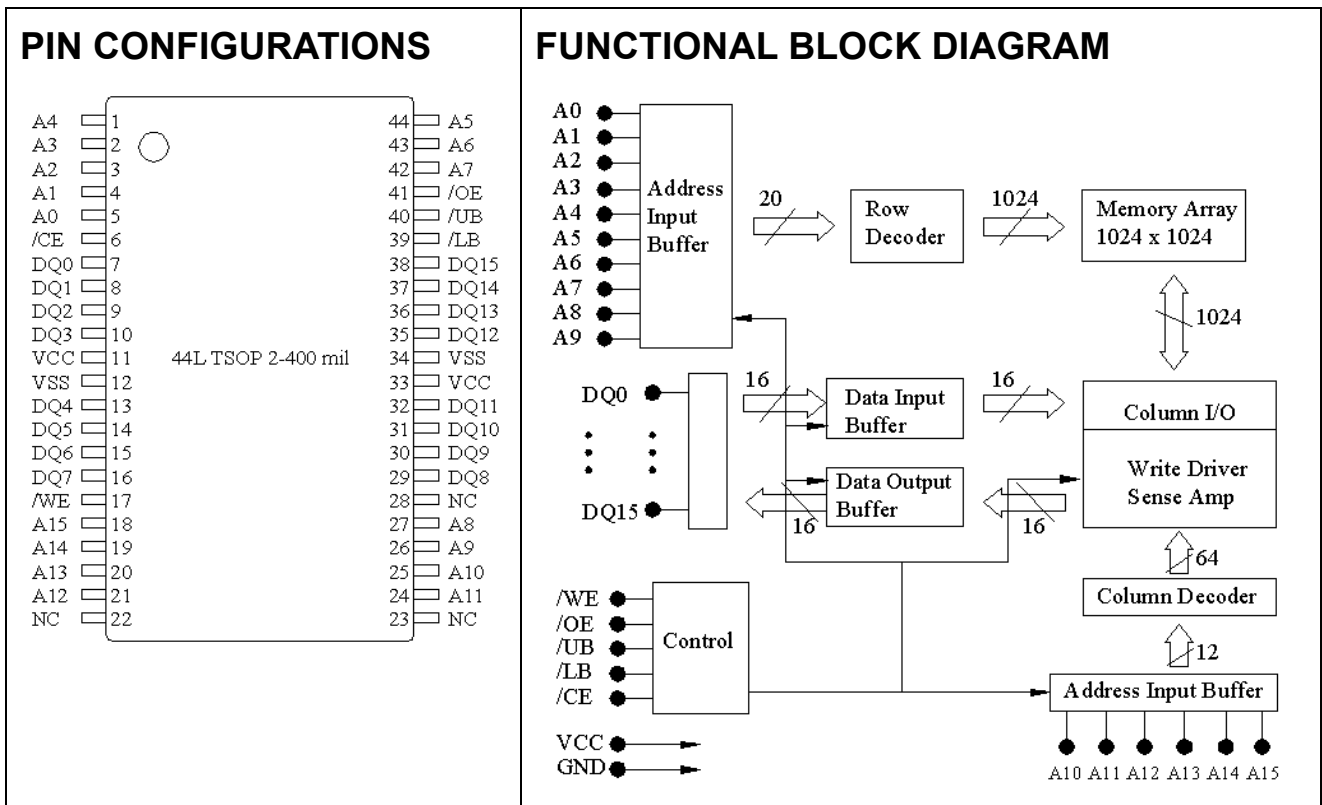 PIN CONFIGURATIONS
A4 1 44 A5
A3 2 43 A6
A2 3 42 A7
A1 4 41 /OE
A0 5 40 /UB
/CE 6 39 /LB
DQ0 7 38 DQ15
DQ1 8 37 DQ14
DQ2 9 36 DQ13
DQ3 10 35 DQ12
VCC 11 44L TSOP 2-400 mil 34 VSS
VSS 12 33 VCC
DQ4 13 32 DQ11
DQ5 14 31 DQ10
DQ6 15 30 DQ9
DQ7 16 29 DQ8
/WE 17 28 NC
A15 18 27 A8
A14 19 26 A9
A13 20 25 A10
A12 21 24 A11
NC 22 23 NC
FUNCTIONAL BLOCK DIAGRAM
A0
A1
A2
A3
A4
A5
A6
A7
A8
A9
Address
Input
Buffer
20
Row
Decoder
1024
Memory Array
1024 x 1024
1024
DQ0
DQ15
16
Data Input
Buffer
16
Column I/O
Write Driver
Sense Amp
Data Output
Buffer
16
16
64
Column Decoder
12
/WE
/OE
/UB
/LB
/CE
Control
Address Input Buffer
VCC
GND
A10 A11 A12 A13 A14 A15